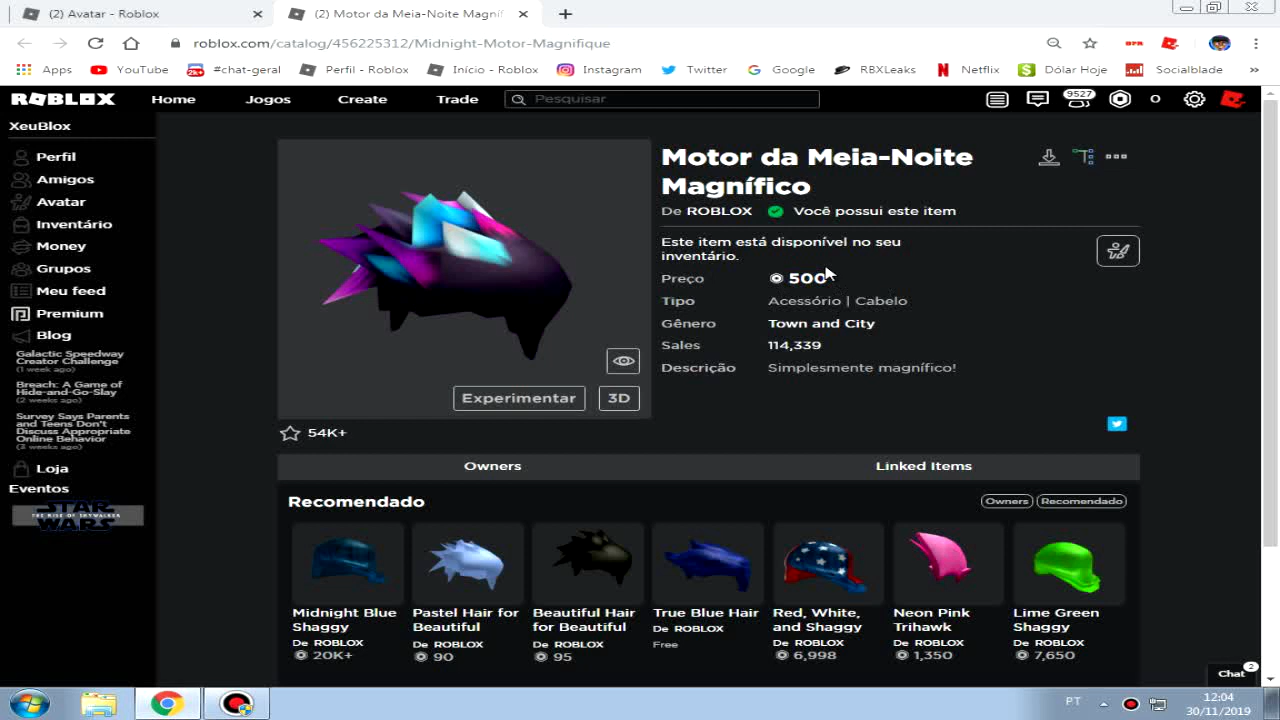 (2) Avatar - Roblox
(2) Motor da Meia-Noite Magníf
roblox.com/catalog/456225312/Midnight-Motor-Magnifique
Apps
YouTube
#chat-geral
Perfil - Roblox
Início - Roblox
Instagram
Twitter
Google
RBXLeaks
Netflix
Dólar Hoje
Socialblade
»
ROBLOX
Home
Jogos
Create
Trade
Pesquisar
9527
0
XeuBlox
Perfil
Amigos
Avatar
Inventário
Money
Grupos
Meu feed
Premium
Blog
Galactic Speedway
Creator Challenge
(1 week ago)
Breach: A Game of
Hide-and-Go-Slay
(2 weeks ago)
Survey Says Parents
and Teens Don't
Discuss Appropriate
Online Behavior
Loja
Eventos
STAR
THE RISE OF SKYWALKER
WARS
Motor da Meia-Noite
Magnífico
De ROBLOX
Você possui este item
Este item está disponível no seu
inventário.
Preço
500
Tipo
Acessório | Cabelo
Gênero
Town and City
Sales
114,339
Descrição
Simplesmente magnífico!
Experimentar
3D
54K+
Owners
Linked Items
Recomendado
Owners
Recomendado
Midnight Blue
Shaggy
De ROBLOX
20K+
Pastel Hair for
Beautiful
De ROBLOX
90
Beautiful Hair
for Beautiful
De ROBLOX
95
True Blue Hair
De ROBLOX
Free
Red, White,
and Shaggy
De ROBLOX
6,998
Neon Pink
Trihawk
De ROBLOX
1,350
Lime Green
Shaggy
De ROBLOX
7,650
Chat
2
PT
12:04
30/11/2019